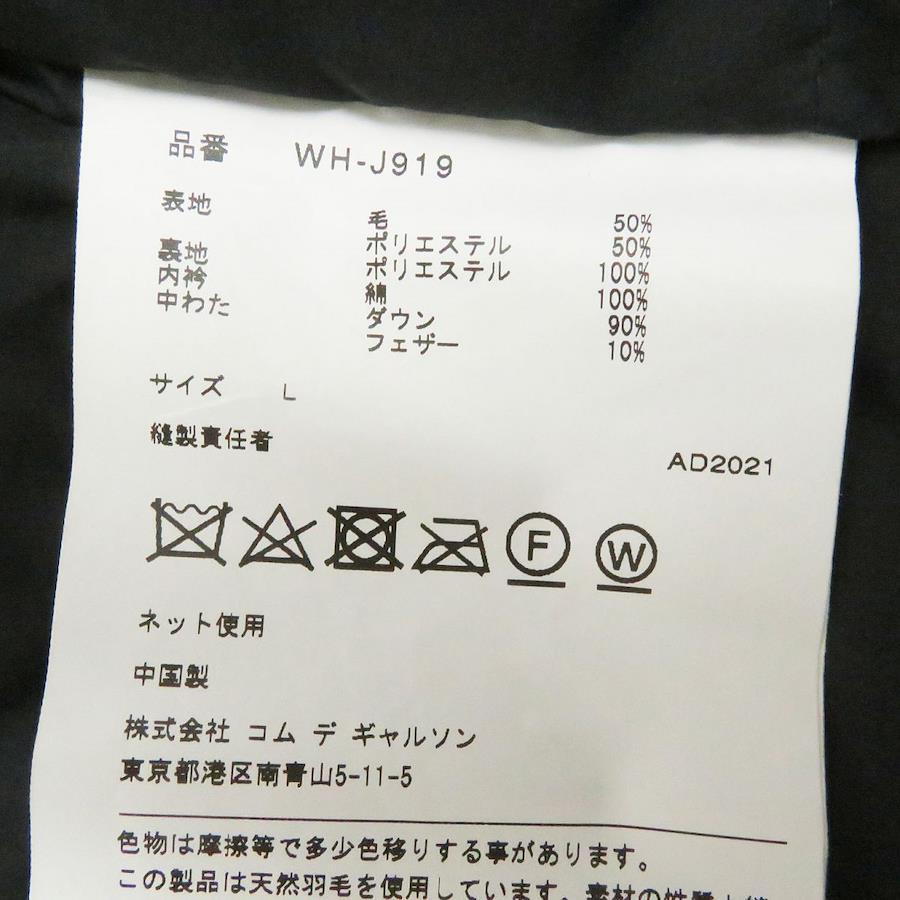 品番 WH-J919
表地 毛 50%
ポリエステル 50%
裏地 ポリエステル 100%
内衿 綿 100%
中わた ダウン 90%
フェザー 10%
サイズ L
縫製責任者
AD2021
F W
ネット使用
中国製
株式会社 コム デ ギャルソン
東京都港区南青山5-11-5
色物は摩擦等で多少色移りする事があります。
この製品は天然羽毛を使用しています。素材の性質上